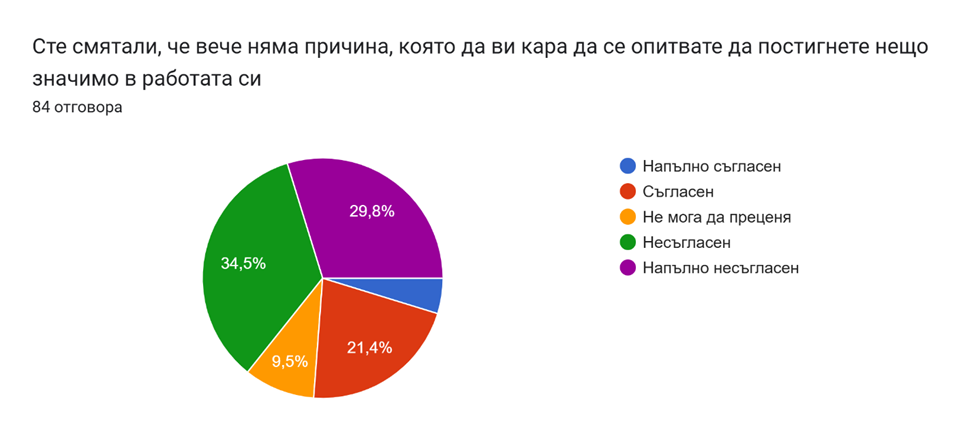 Сте смятали, че вече няма причина, която да ви кара да се опитвате да постигнете нещо
значимо в работата си
84 отговора
29,8%
34,5%
9,5%
21,4%
Напълно съгласен
Съгласен
Не мога да преценя
Несъгласен
Напълно несъгласен